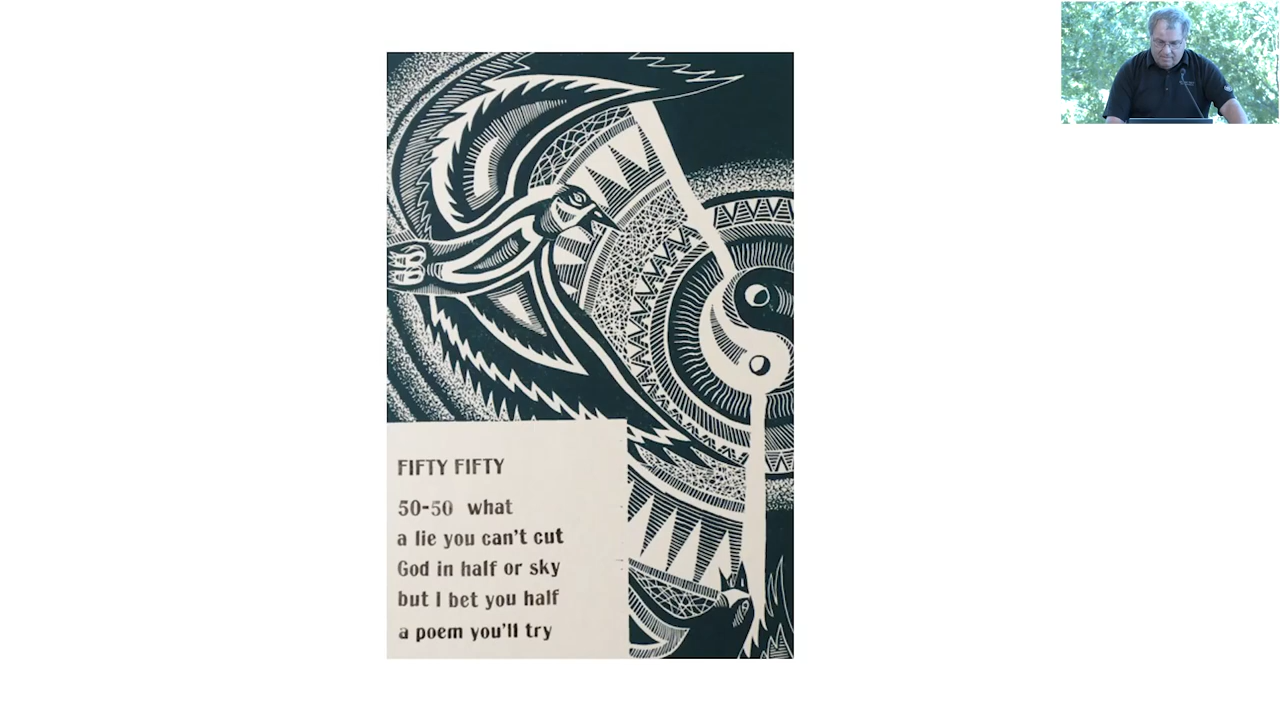 FIFTY FIFTY
50-50 what
a lie you can't cut
God in half or sky
but I bet you half
a poem you'll try